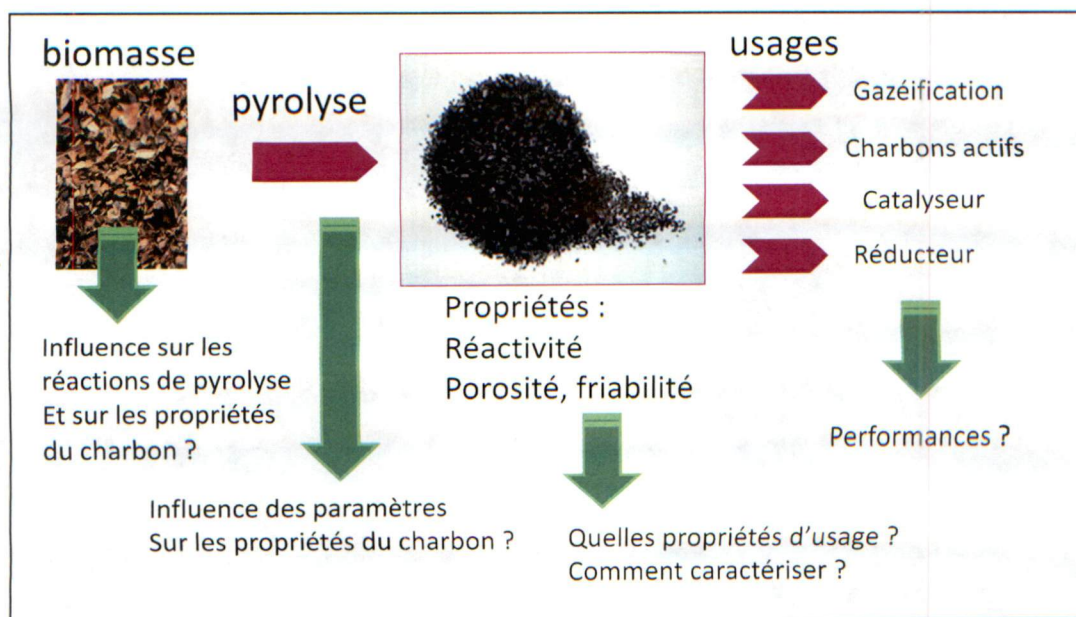 biomasse
pyrolyse
usages
Gazéification
Charbons actifs
Catalyseur
Réducteur
Propriétés :
Réactivité
Porosité, friabilité
Influence sur les
réactions de pyrolyse
Et sur les propriétés
du charbon ?
Influence des paramètres
Sur les propriétés du charbon ?
Quelles propriétés d'usage ?
Comment caractériser ?
Performances ?